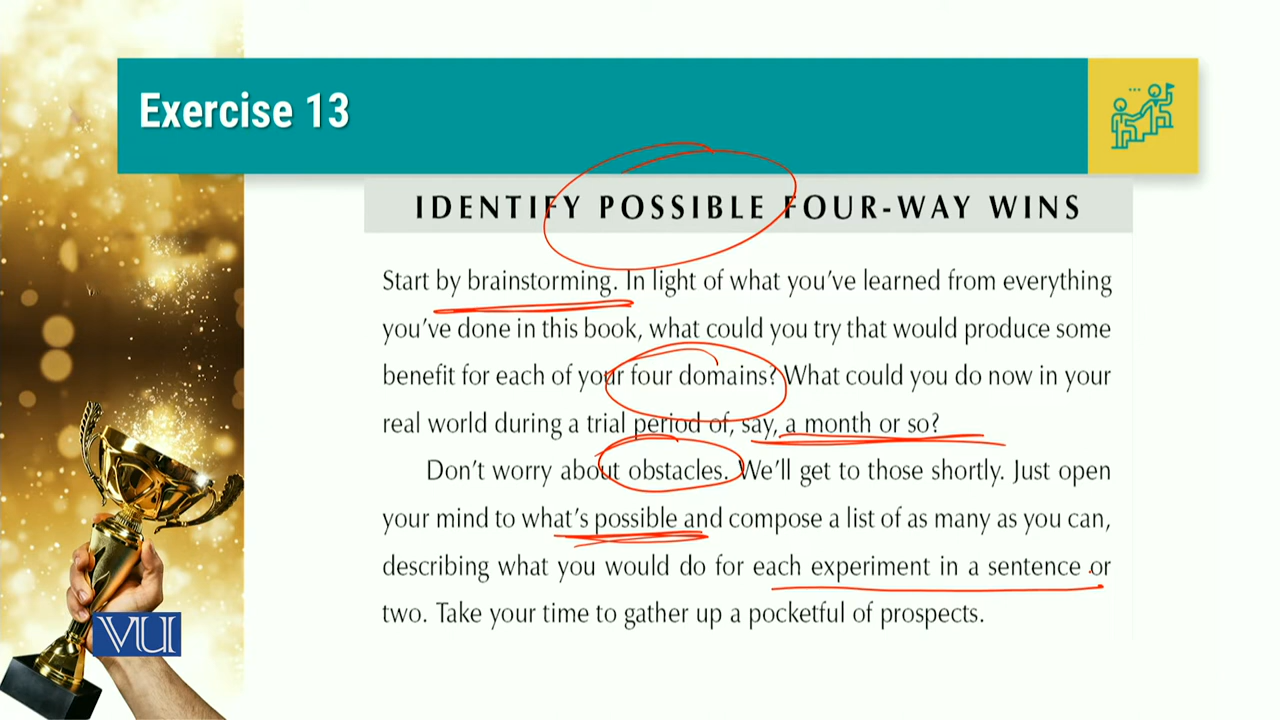 Exercise 13
IDENTIFY POSSIBLE FOUR-WAY WINS
Start by brainstorming. In light of what you've learned from everything
you've done in this book, what could you try that would produce some
benefit for each of your four domains? What could you do now in your
real world during a trial period of, say, a month or so?
Don't worry about obstacles. We'll get to those shortly. Just open
your mind to what's possible and compose a list of as many as you can,
describing what you would do for each experiment in a sentence or
two. Take your time to gather up a pocketful of prospects.
VU